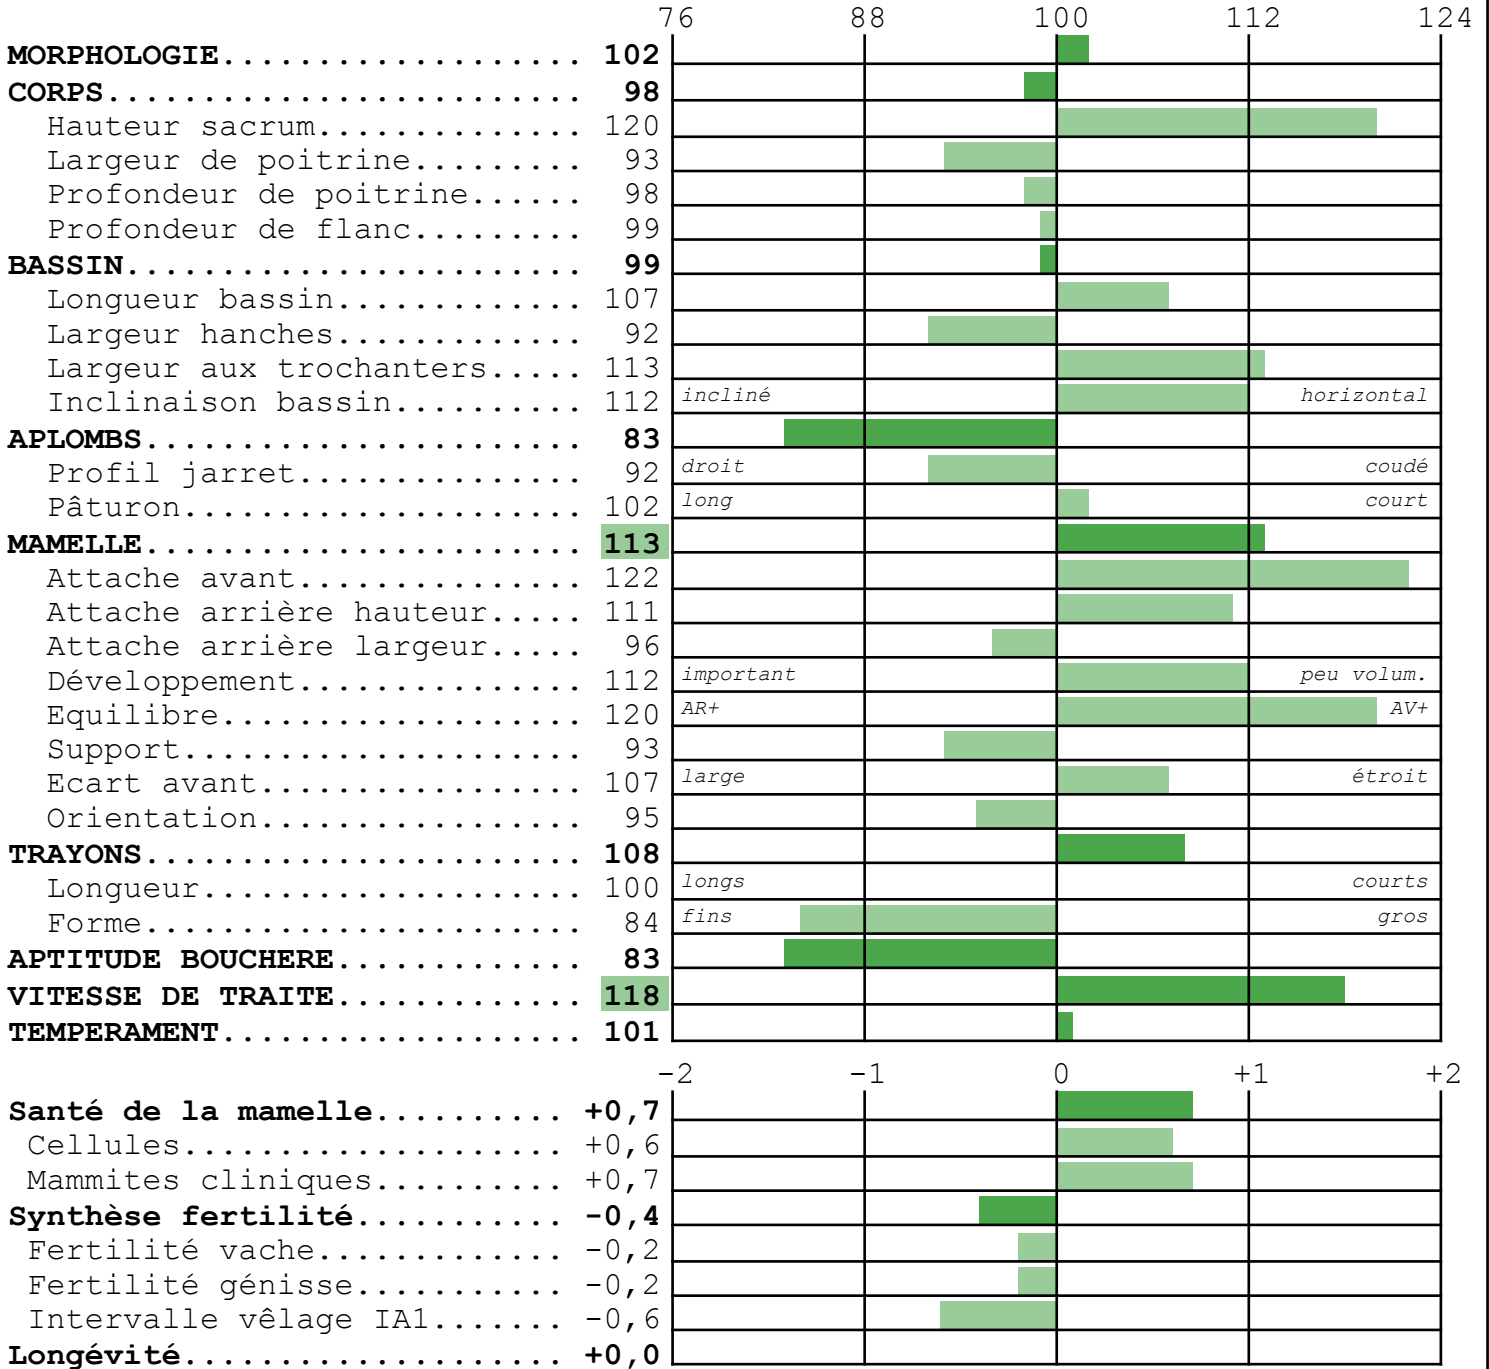 76 88 100 112 124
MORPHOLOGIE................... 102
CORPS......................... 98
Hauteur sacrum.............. 120
Largeur de poitrine......... 93
Profondeur de poitrine...... 98
Profondeur de flanc......... 99
BASSIN........................ 99
Longueur bassin............. 107
Largeur hanches............. 92
Largeur aux trochanters..... 113
Inclinaison bassin.......... 112 incliné horizontal
APLOMBS....................... 83
Profil jarret............... 92 droit coudé
Pâturon..................... 102 long court
MAMELLE....................... 113
Attache avant............... 122
Attache arrière hauteur..... 111
Attache arrière largeur..... 96
Développement............... 112 important peu volum.
Equilibre................... 120 AR+ AV+
Support..................... 93
Ecart avant................. 107 large étroit
Orientation................. 95
TRAYONS....................... 108
Longueur.................... 100 longs courts
Forme....................... 84 fins gros
APTITUDE BOUCHERE............. 83
VITESSE DE TRAITE............. 118
TEMPERAMENT................... 101
-2 -1 0 +1 +2
Santé de la mamelle.......... +0,7
Cellules.................... +0,6
Mammites cliniques.......... +0,7
Synthèse fertilité........... -0,4
Fertilité vache............. -0,2
Fertilité génisse........... -0,2
Intervalle vêlage IA1....... -0,6
Longévité.................... +0,0